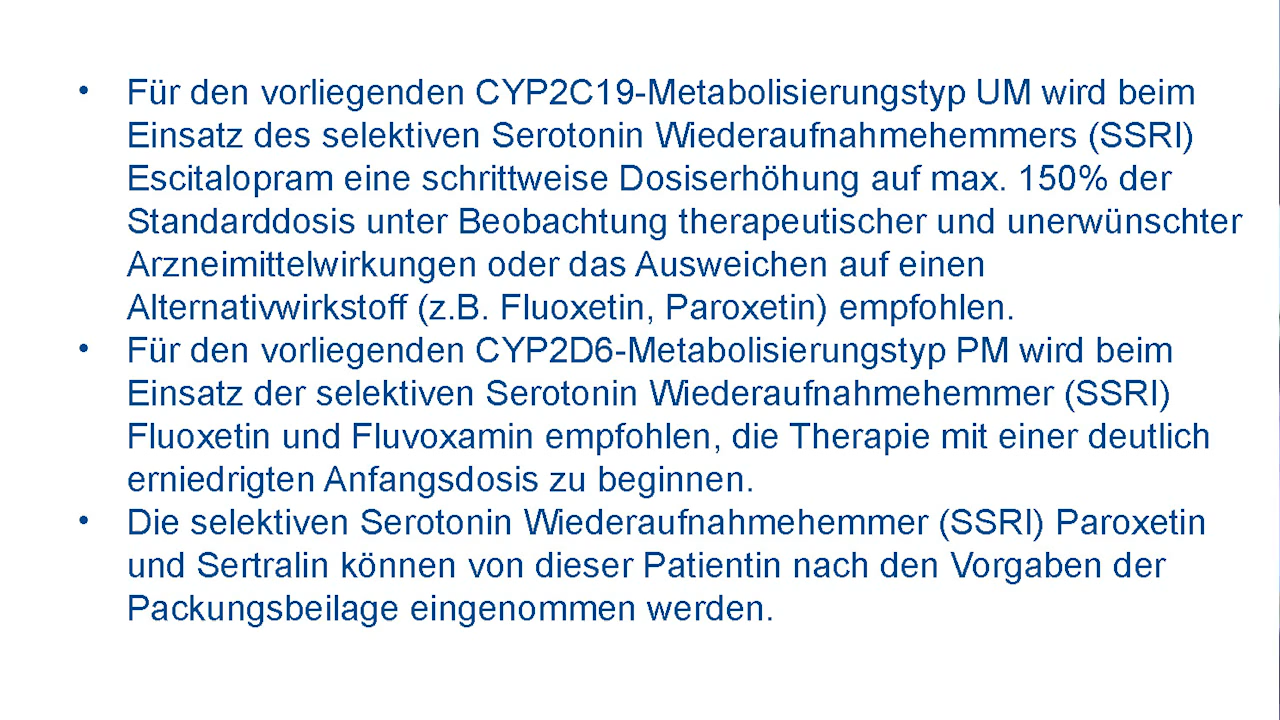 • Für den vorliegenden CYP2C19-Metabolisierungstyp UM wird beim
Einsatz des selektiven Serotonin Wiederaufnahmehemmers (SSRI)
Escitalopram eine schrittweise Dosiserhöhung auf max. 150% der
Standarddosis unter Beobachtung therapeutischer und unerwünschter
Arzneimittelwirkungen oder das Ausweichen auf einen
Alternativwirkstoff (z.B. Fluoxetin, Paroxetin) empfohlen.
• Für den vorliegenden CYP2D6-Metabolisierungstyp PM wird beim
Einsatz der selektiven Serotonin Wiederaufnahmehemmer (SSRI)
Fluoxetin und Fluvoxamin empfohlen, die Therapie mit einer deutlich
erniedrigten Anfangsdosis zu beginnen.
• Die selektiven Serotonin Wiederaufnahmehemmer (SSRI) Paroxetin
und Sertralin können von dieser Patientin nach den Vorgaben der
Packungsbeilage eingenommen werden.